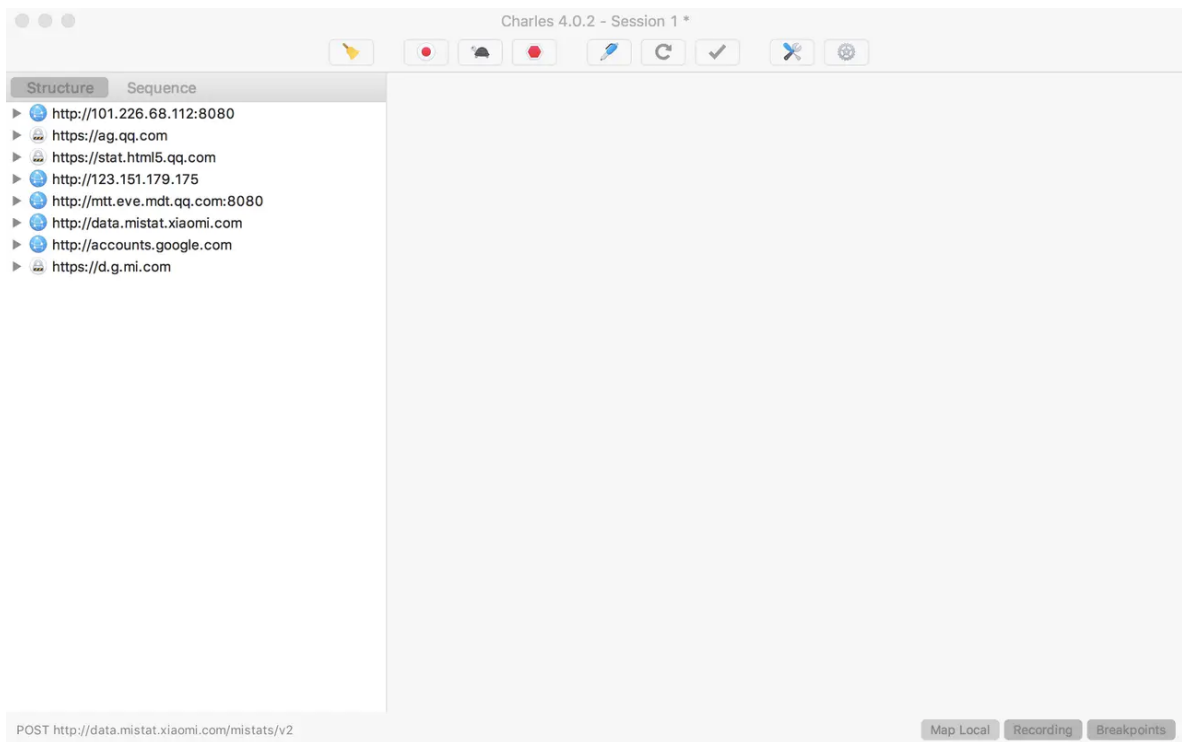 Charles 4.0.2 - Session 1 *
Structure Sequence
http://101.226.68.112:8080
https://ag.qq.com
https://stat.html5.qq.com
http://123.151.179.175
http://mtt.eve.mdt.qq.com:8080
http://data.mistat.xiaomi.com
http://accounts.google.com
https://d.g.mi.com
POST http://data.mistat.xiaomi.com/mistats/v2 Map Local Recording Breakpoints